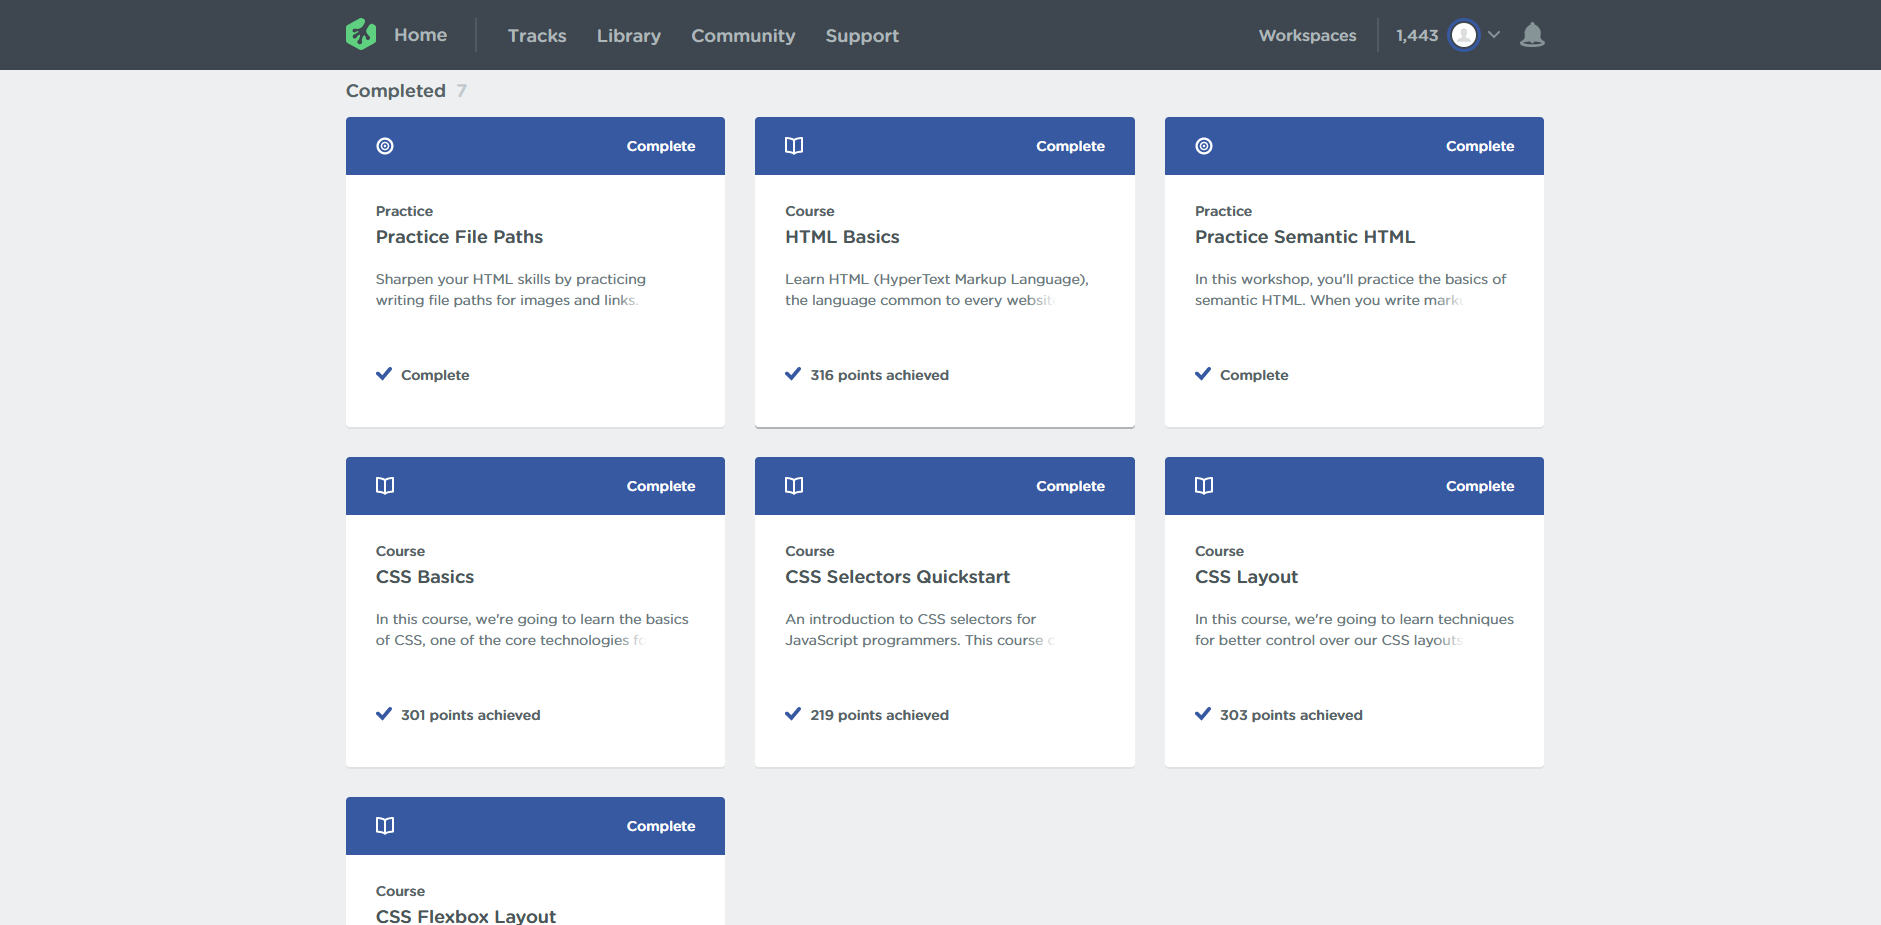 Home Tracks Library Community Support Workspaces 1,443
Completed 7
Complete
Practice
Practice File Paths
Sharpen your HTML skills by practicing
writing file paths for images and links.
Complete
Complete
Course
HTML Basics
Learn HTML (HyperText Markup Language),
the language common to every website
316 points achieved
Complete
Practice
Practice Semantic HTML
In this workshop, you'll practice the basics of
semantic HTML. When you write marku
Complete
Complete
Course
CSS Basics
In this course, we're going to learn the basics
of CSS, one of the core technologies fo
301 points achieved
Complete
Course
CSS Selectors Quickstart
An introduction to CSS selectors for
JavaScript programmers. This course c
219 points achieved
Complete
Course
CSS Layout
In this course, we're going to learn techniques
for better control over our CSS layouts
303 points achieved
Complete
Course
CSS Flexbox Layout